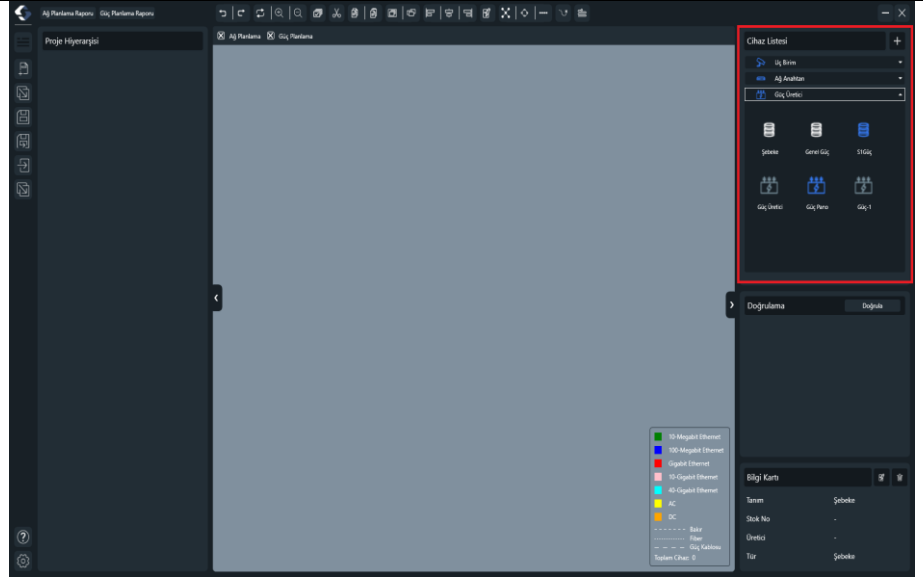 Ağ Planlama Raporu Güç Planlama Raporu
Proje Hiyerarşisi
Ağ Planlama Güç Planlama
Cihaz Listesi
Uç Birim
Ağ Anahtarı
Güç Üretici
Şebeke Genel Güç S1Güç
Güç Üretici Güç Panosu Güç-1
Doğrulama Doğrula
10-Megabit Ethernet
100-Megabit Ethernet
Gigabit Ethernet
10-Gigabit Ethernet
40-Gigabit Ethernet
AC
DC
Bakır
Fiber
Güç Kablosu
Toplam Cihaz: 0
Bilgi Kartı
Tanım Şebeke
Stok No -
Üretici -
Tür Şebeke